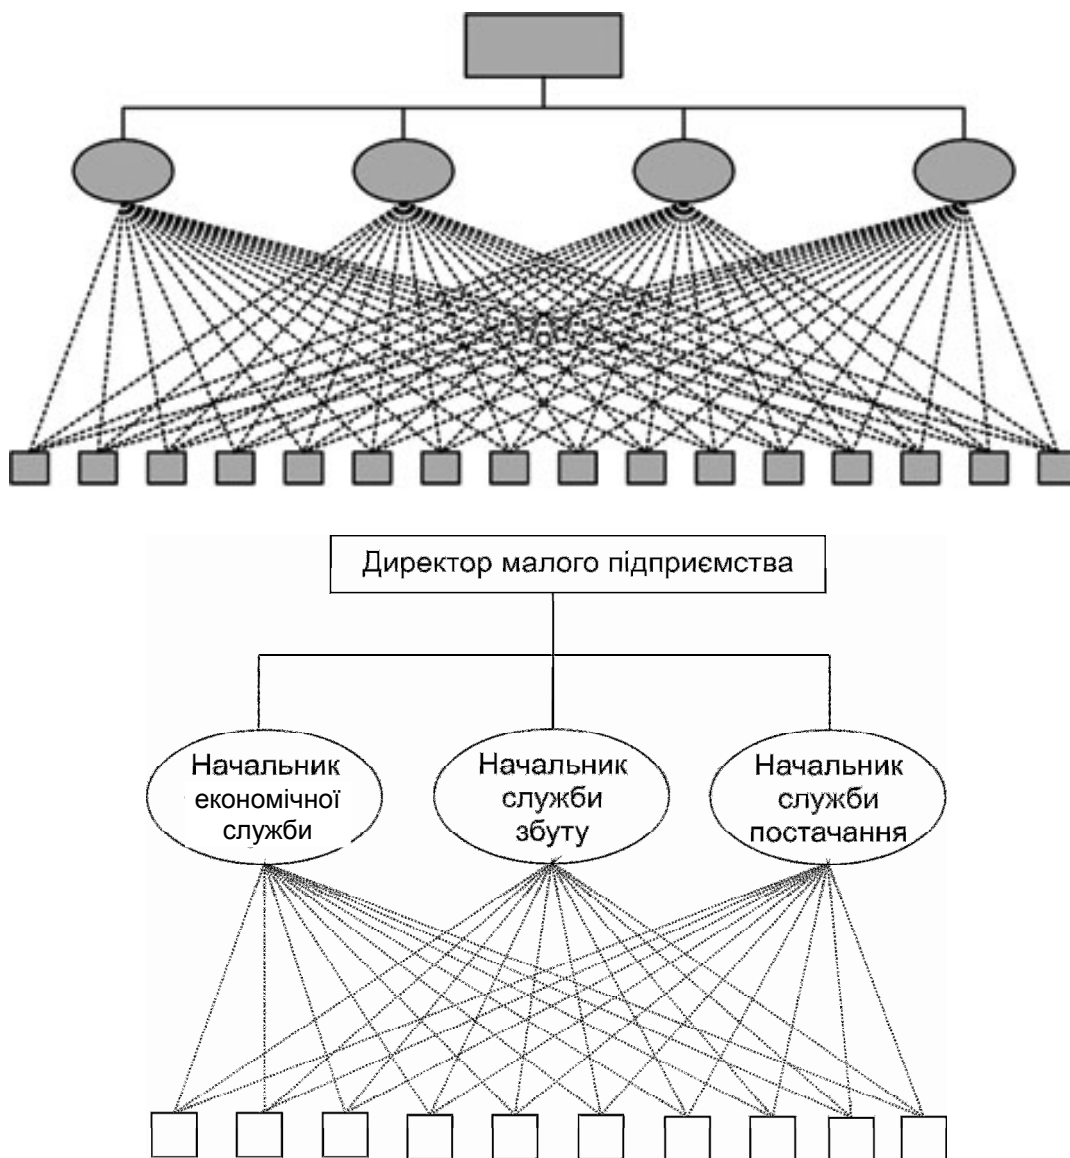 Директор малого підприємства
Начальник
економічної
служби
Начальник
служби
збуту
Начальник
служби
постачання